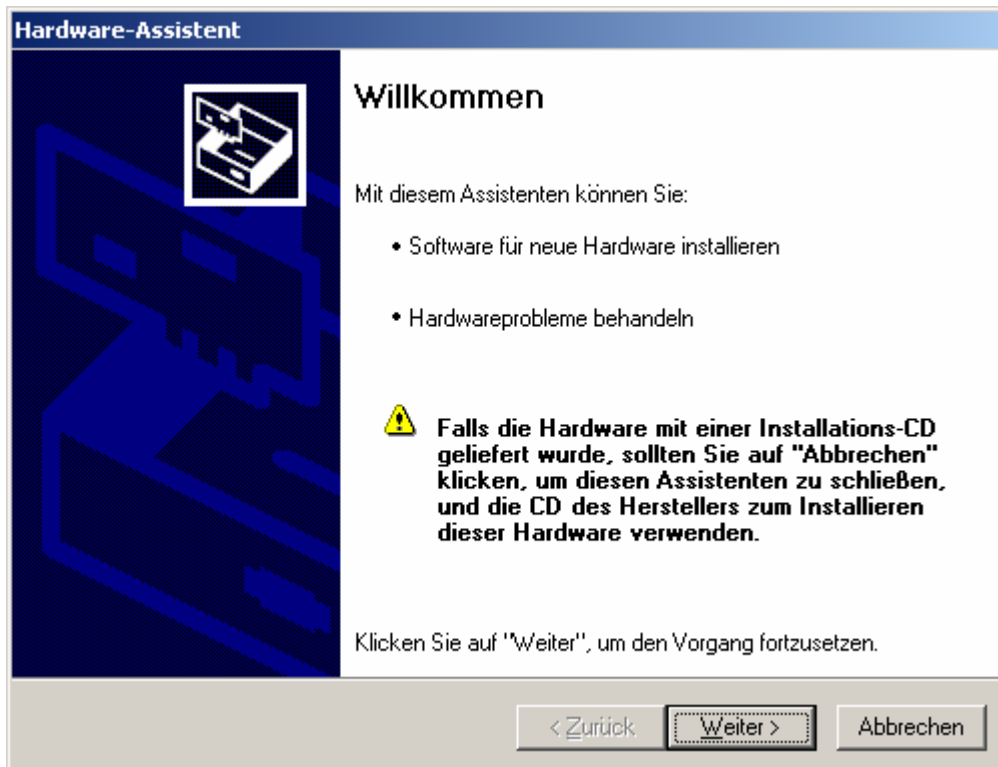 Hardware-Assistent
Willkommen
Mit diesem Assistenten können Sie:
• Software für neue Hardware installieren
• Hardwareprobleme behandeln
Falls die Hardware mit einer Installations-CD
geliefert wurde, sollten Sie auf "Abbrechen"
klicken, um diesen Assistenten zu schließen,
und die CD des Herstellers zum Installieren
dieser Hardware verwenden.
Klicken Sie auf "Weiter", um den Vorgang fortzusetzen.
< Zurück Weiter > Abbrechen